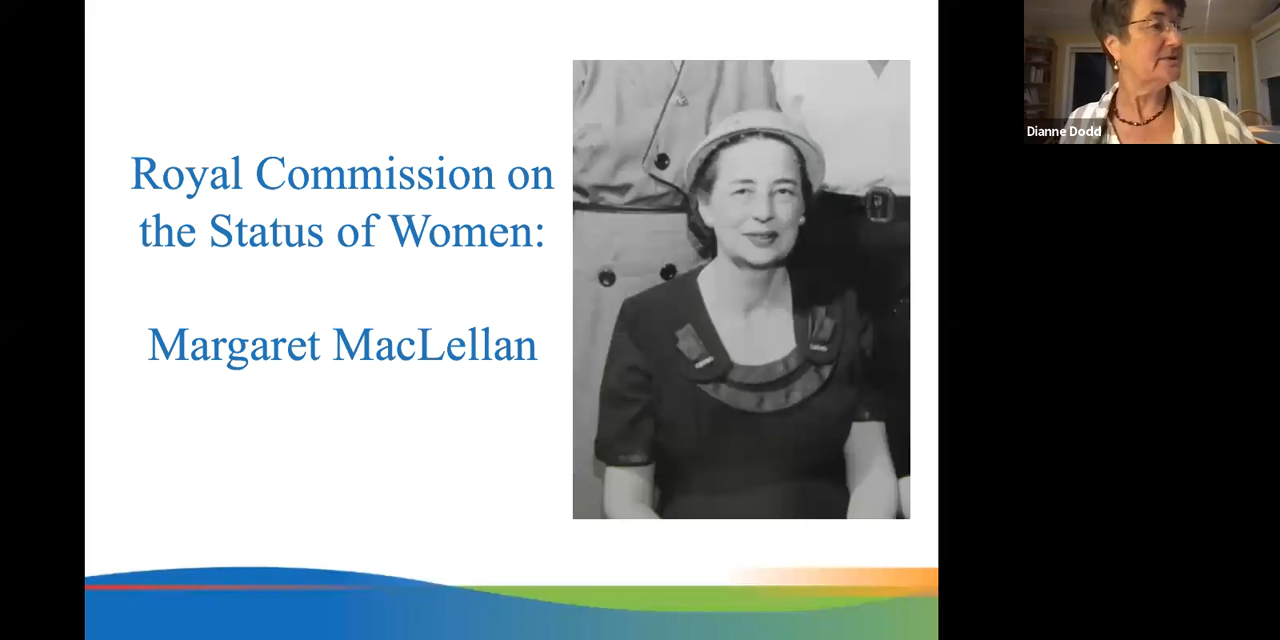 Royal Commission on
the Status of Women:
Margaret MacLellan
Dianne Dodd